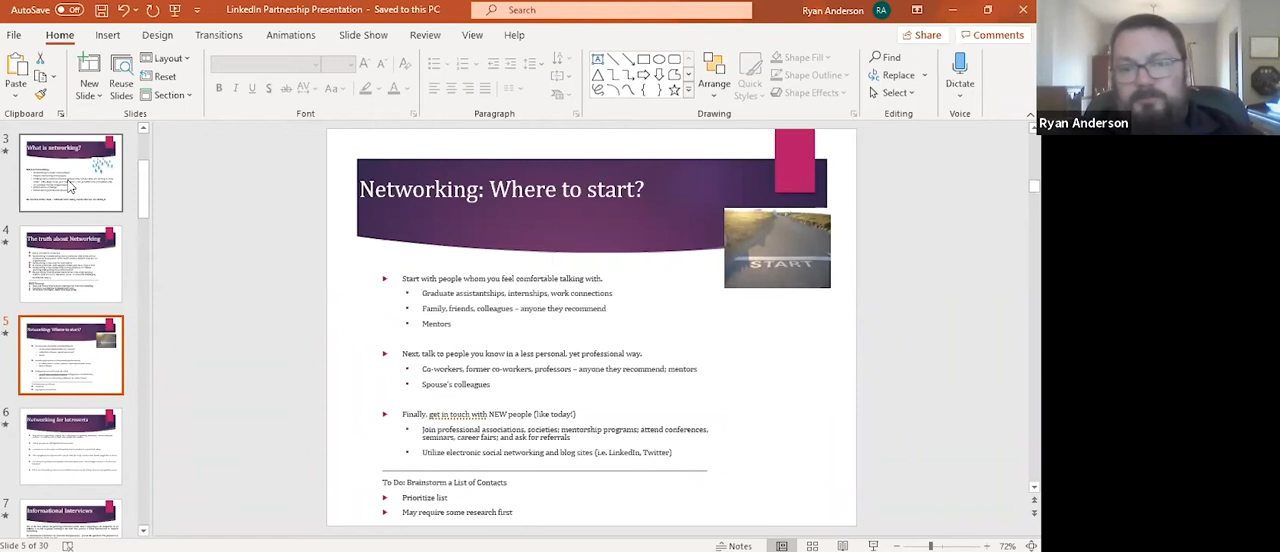 AutoSave Off LinkedIn Partnership Presentation - Saved to this PC Search Ryan Anderson RA
File Home Insert Design Transitions Animations Slide Show Review View Help Share Comments
Paste New Slide Reuse Slides Layout Reset Section
B I U S ab AV Aa A
Arrange Quick Styles Shape Fill Shape Outline Shape Effects
Find Replace Select Dictate
Clipboard Slides Font Paragraph Drawing Editing Voice
Ryan Anderson
3
What is networking?
4
The truth about Networking
5
Networking: Where to start?
6
Networking for Introverts
7
Informational Interviews
Networking: Where to start?
START
Start with people whom you feel comfortable talking with.
Graduate assistantships, internships, work connections
Family, friends, colleagues – anyone they recommend
Mentors
Next, talk to people you know in a less personal, yet professional way.
Co-workers, former co-workers, professors – anyone they recommend; mentors
Spouse's colleagues
Finally, get in touch with NEW people (like today!)
Join professional associations, societies; mentorship programs; attend conferences,
seminars, career fairs; and ask for referrals
Utilize electronic social networking and blog sites (i.e. LinkedIn, Twitter)
To Do: Brainstorm a List of Contacts
Prioritize list
May require some research first
Slide 5 of 30 Notes 72%